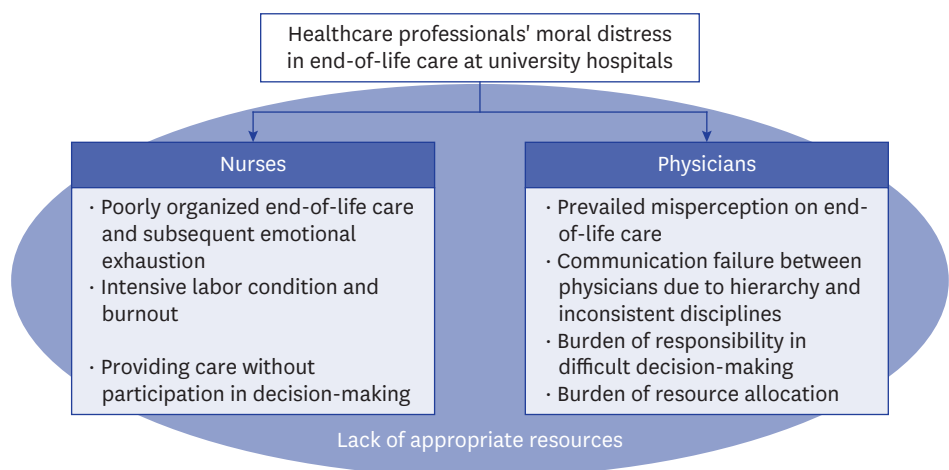 Healthcare professionals' moral distress
in end-of-life care at university hospitals
Nurses
· Poorly organized end-of-life care
and subsequent emotional
exhaustion
· Intensive labor condition and
burnout
· Providing care without
participation in decision-making
Physicians
· Prevailed misperception on end-
of-life care
· Communication failure between
physicians due to hierarchy and
inconsistent disciplines
· Burden of responsibility in
difficult decision-making
· Burden of resource allocation
Lack of appropriate resources